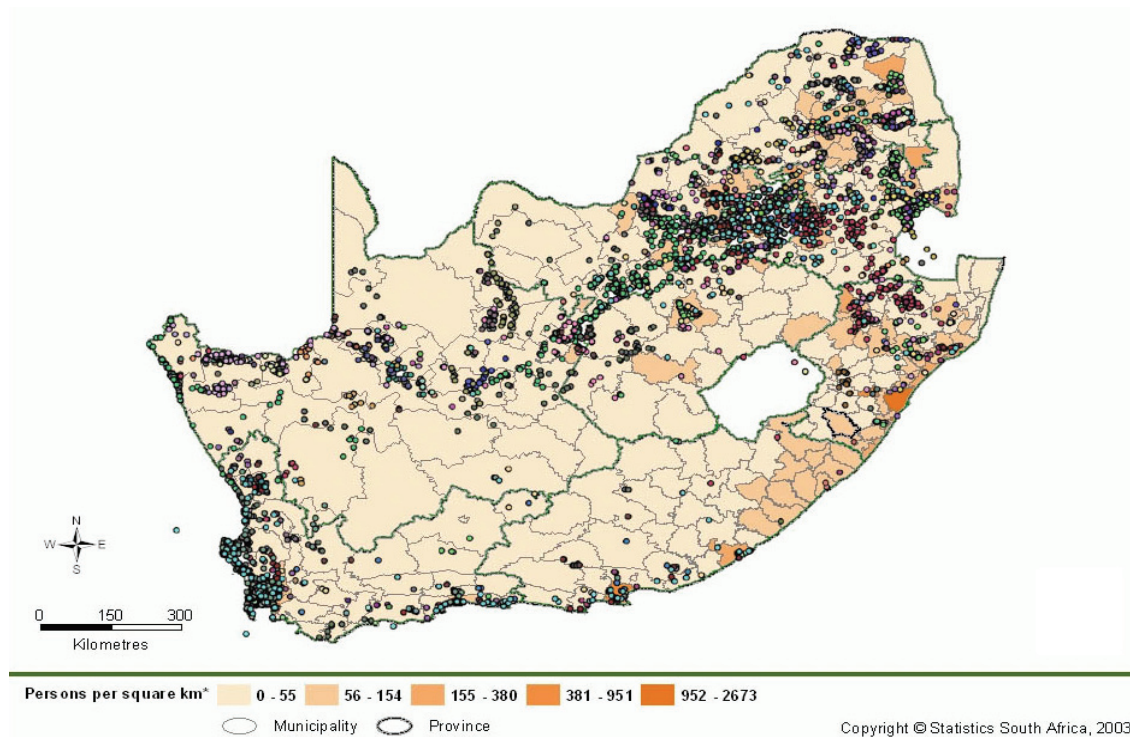 N
W E
S
0 150 300
Kilometres
Persons per square km* 0 - 55 56 - 154 155 - 380 381 - 951 952 - 2673
Municipality Province
Copyright © Statistics South Africa, 2003